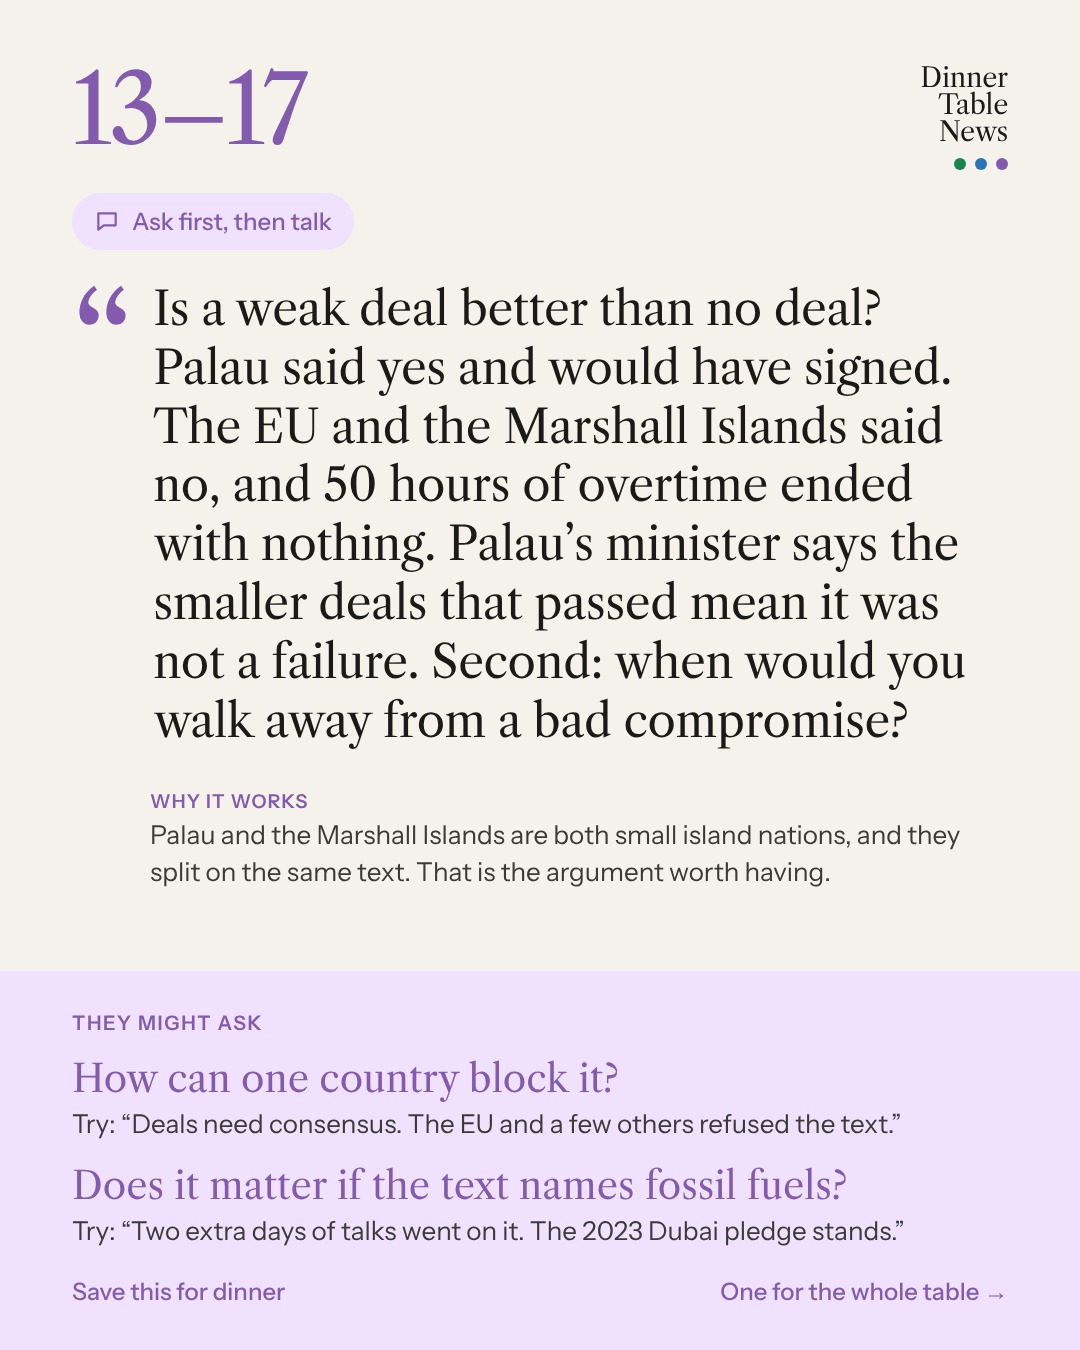 13–17
Dinner
Table
News
Ask first, then talk
“ Is a weak deal better than no deal?
Palau said yes and would have signed.
The EU and the Marshall Islands said
no, and 50 hours of overtime ended
with nothing. Palau’s minister says the
smaller deals that passed mean it was
not a failure. Second: when would you
walk away from a bad compromise?
WHY IT WORKS
Palau and the Marshall Islands are both small island nations, and they
split on the same text. That is the argument worth having.
THEY MIGHT ASK
How can one country block it?
Try: “Deals need consensus. The EU and a few others refused the text.”
Does it matter if the text names fossil fuels?
Try: “Two extra days of talks went on it. The 2023 Dubai pledge stands.”
Save this for dinner
One for the whole table →